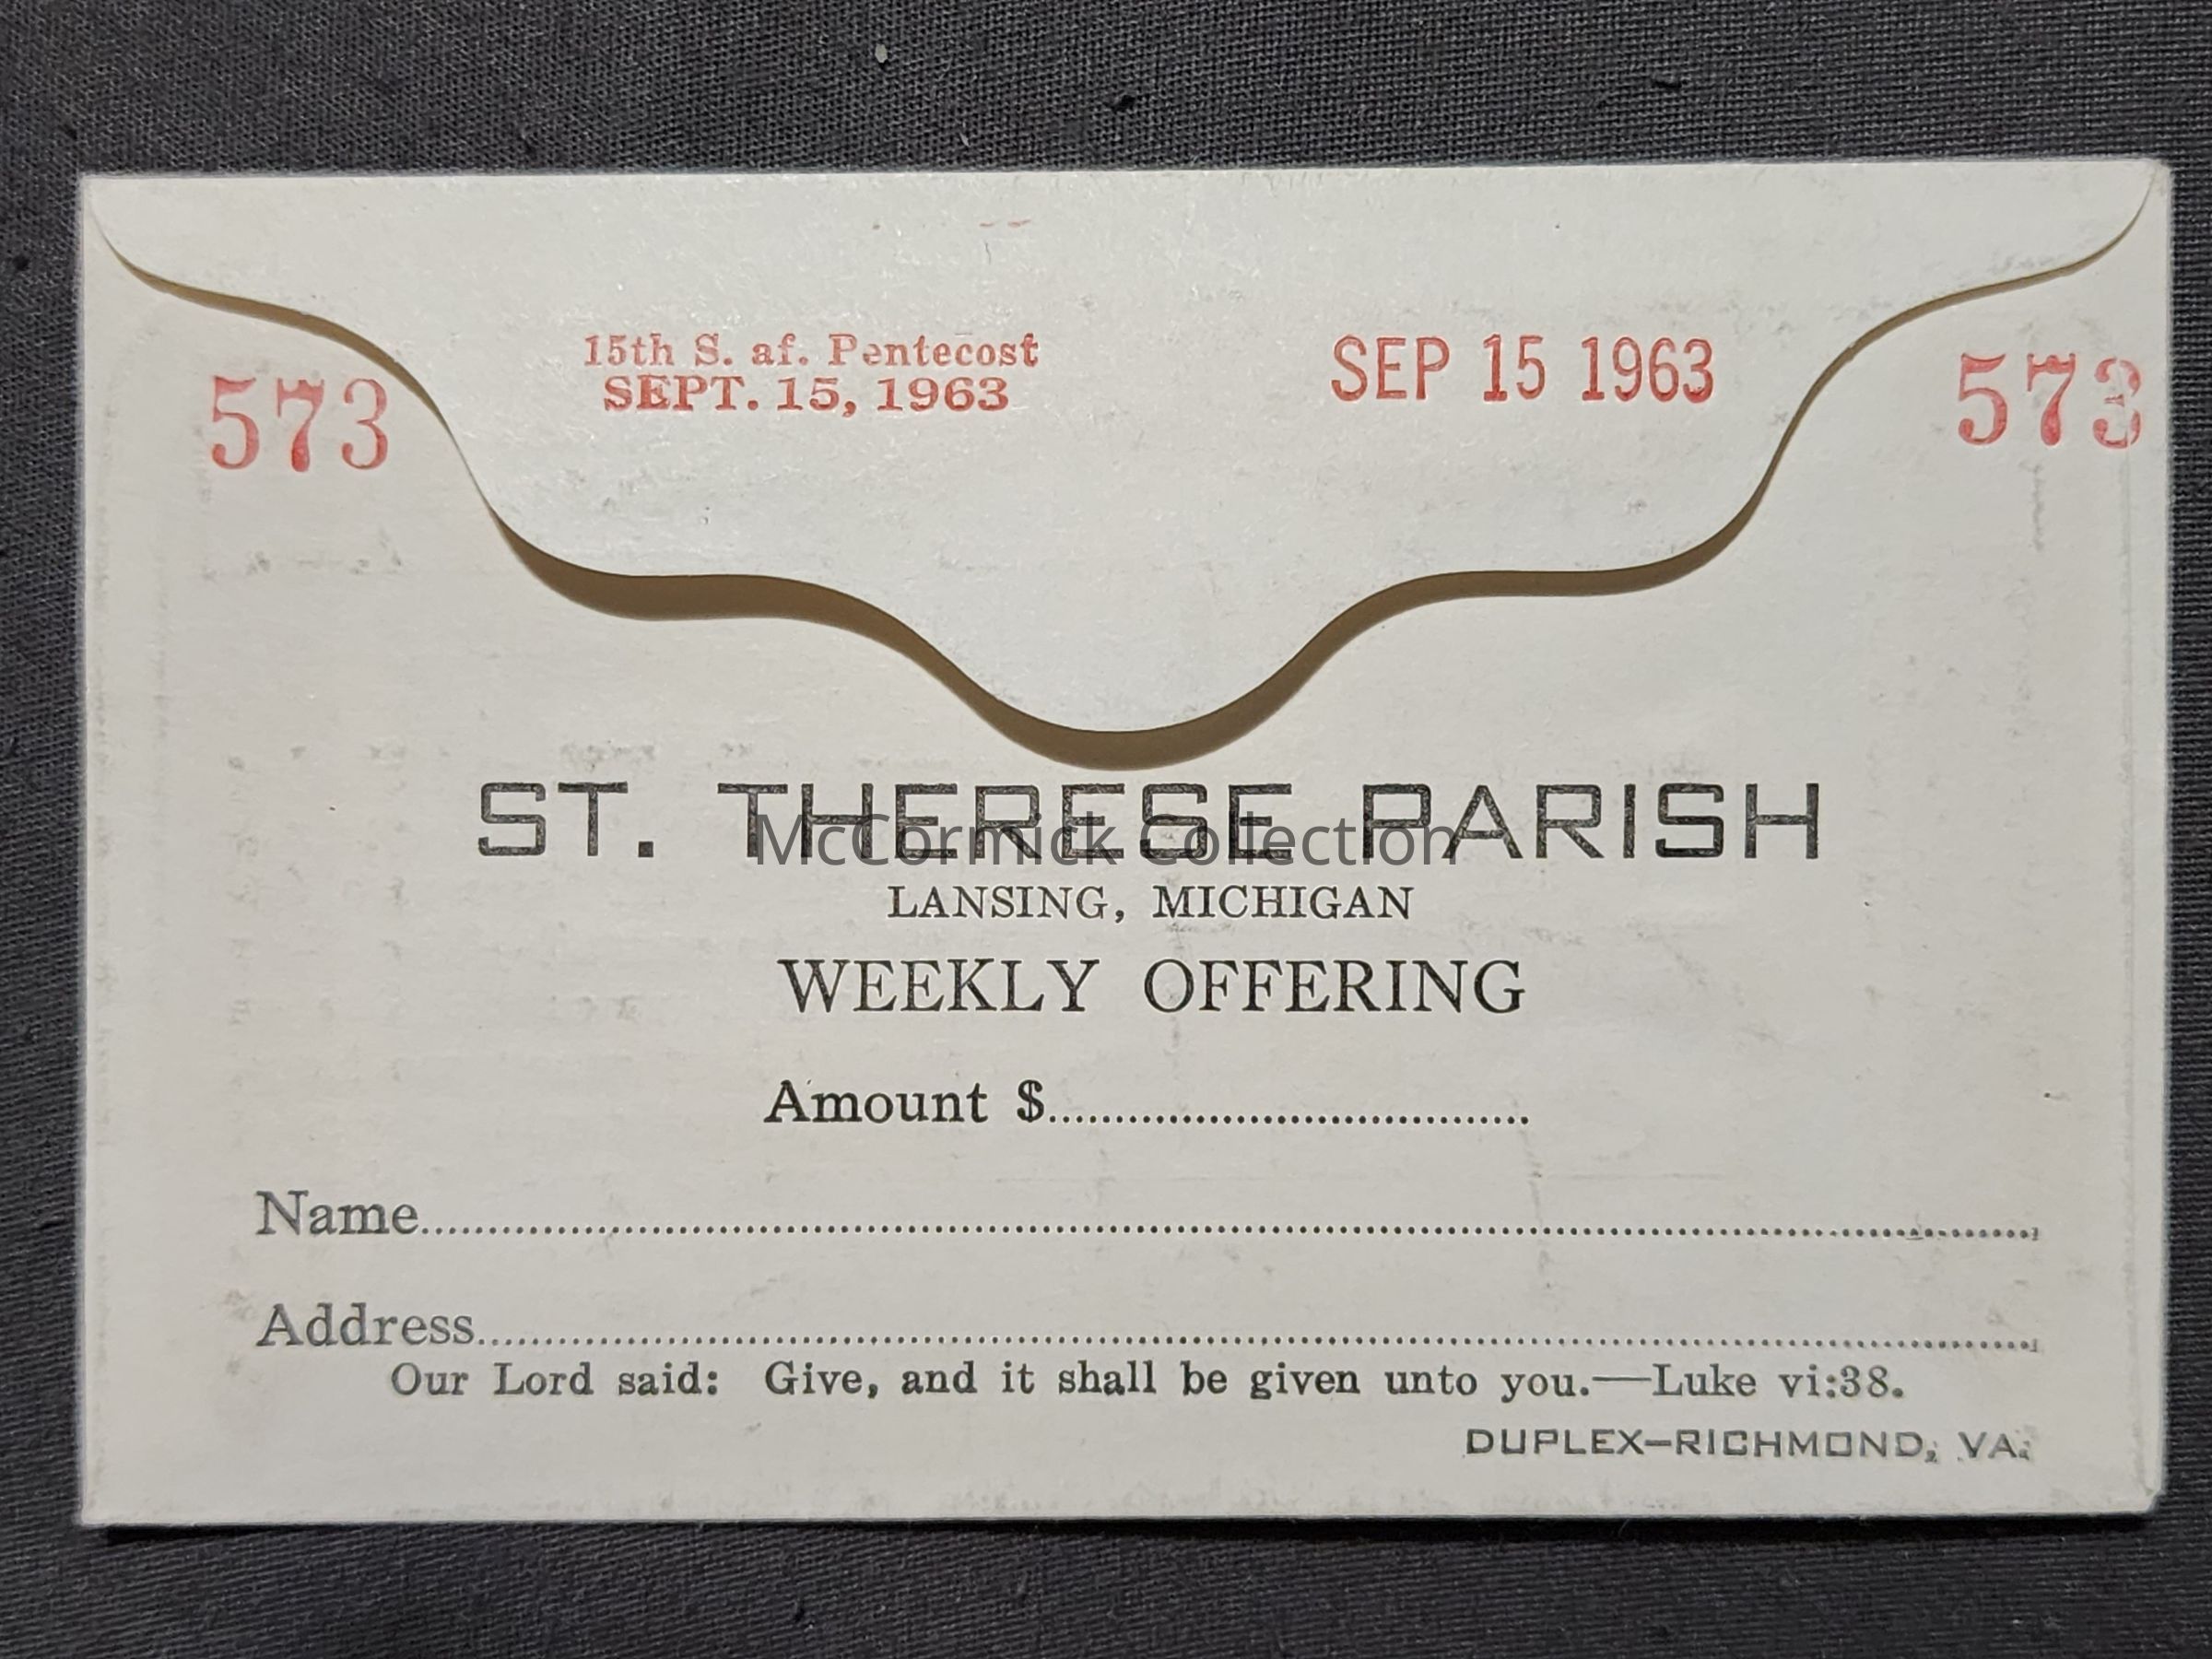 15th S. af. Pentecost
SEPT. 15, 1963
SEP 15 1963
573
573
ST. THERESE PARISH
McCormick Collection
LANSING, MICHIGAN
WEEKLY OFFERING
Amount $..................................
Name..................................................
Address..................................................
Our Lord said: Give, and it shall be given unto you.—Luke vi:38.
DUPLEX—RICHMOND, VA.